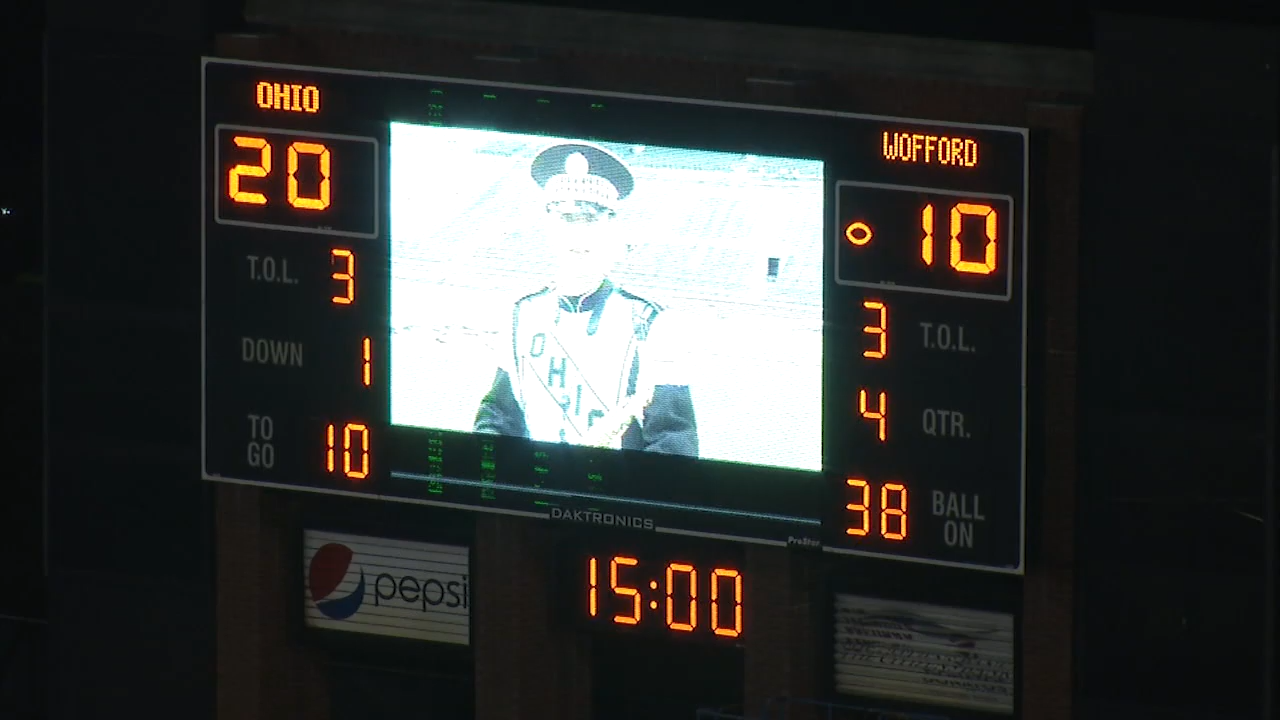 OHIO
20
WOFFORD
10
T.O.L. 3
3 T.O.L.
DOWN 1
4 QTR.
TO
GO
10
38
BALL
ON
OHIO
DAKTRONICS
ProStar
pepsi
15:00